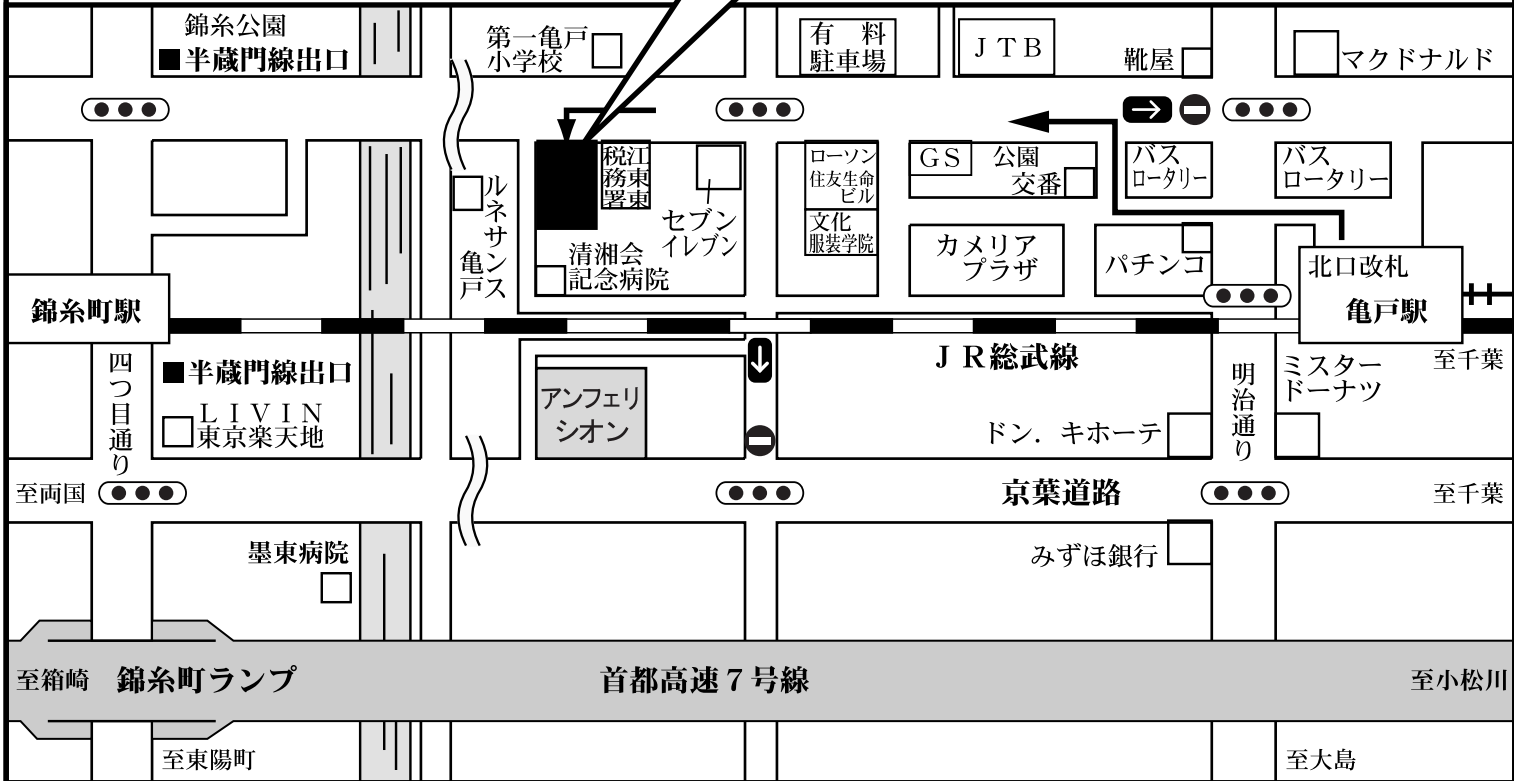 錦糸公園
■半蔵門線出口
第一亀戸
小学校
有　料
駐車場
ＪＴＢ
靴屋
マクドナルド
江東東
税務署
セブン
イレブン
清湘会
記念病院
ルネサンス
亀戸
ローソン
住友生命
ビル
文化
服装学院
ＧＳ
公園
交番
バス
ロータリー
バス
ロータリー
カメリア
プラザ
パチンコ
北口改札
亀戸駅
錦糸町駅
四つ目通り
■半蔵門線出口
ＬＩＶＩＮ
東京楽天地
アンフェリ
シオン
ＪＲ総武線
明治通り
ミスター
ドーナツ
至千葉
ドン．キホーテ
至両国
京葉道路
至千葉
墨東病院
みずほ銀行
至箱崎
錦糸町ランプ
首都高速７号線
至小松川
至東陽町
至大島